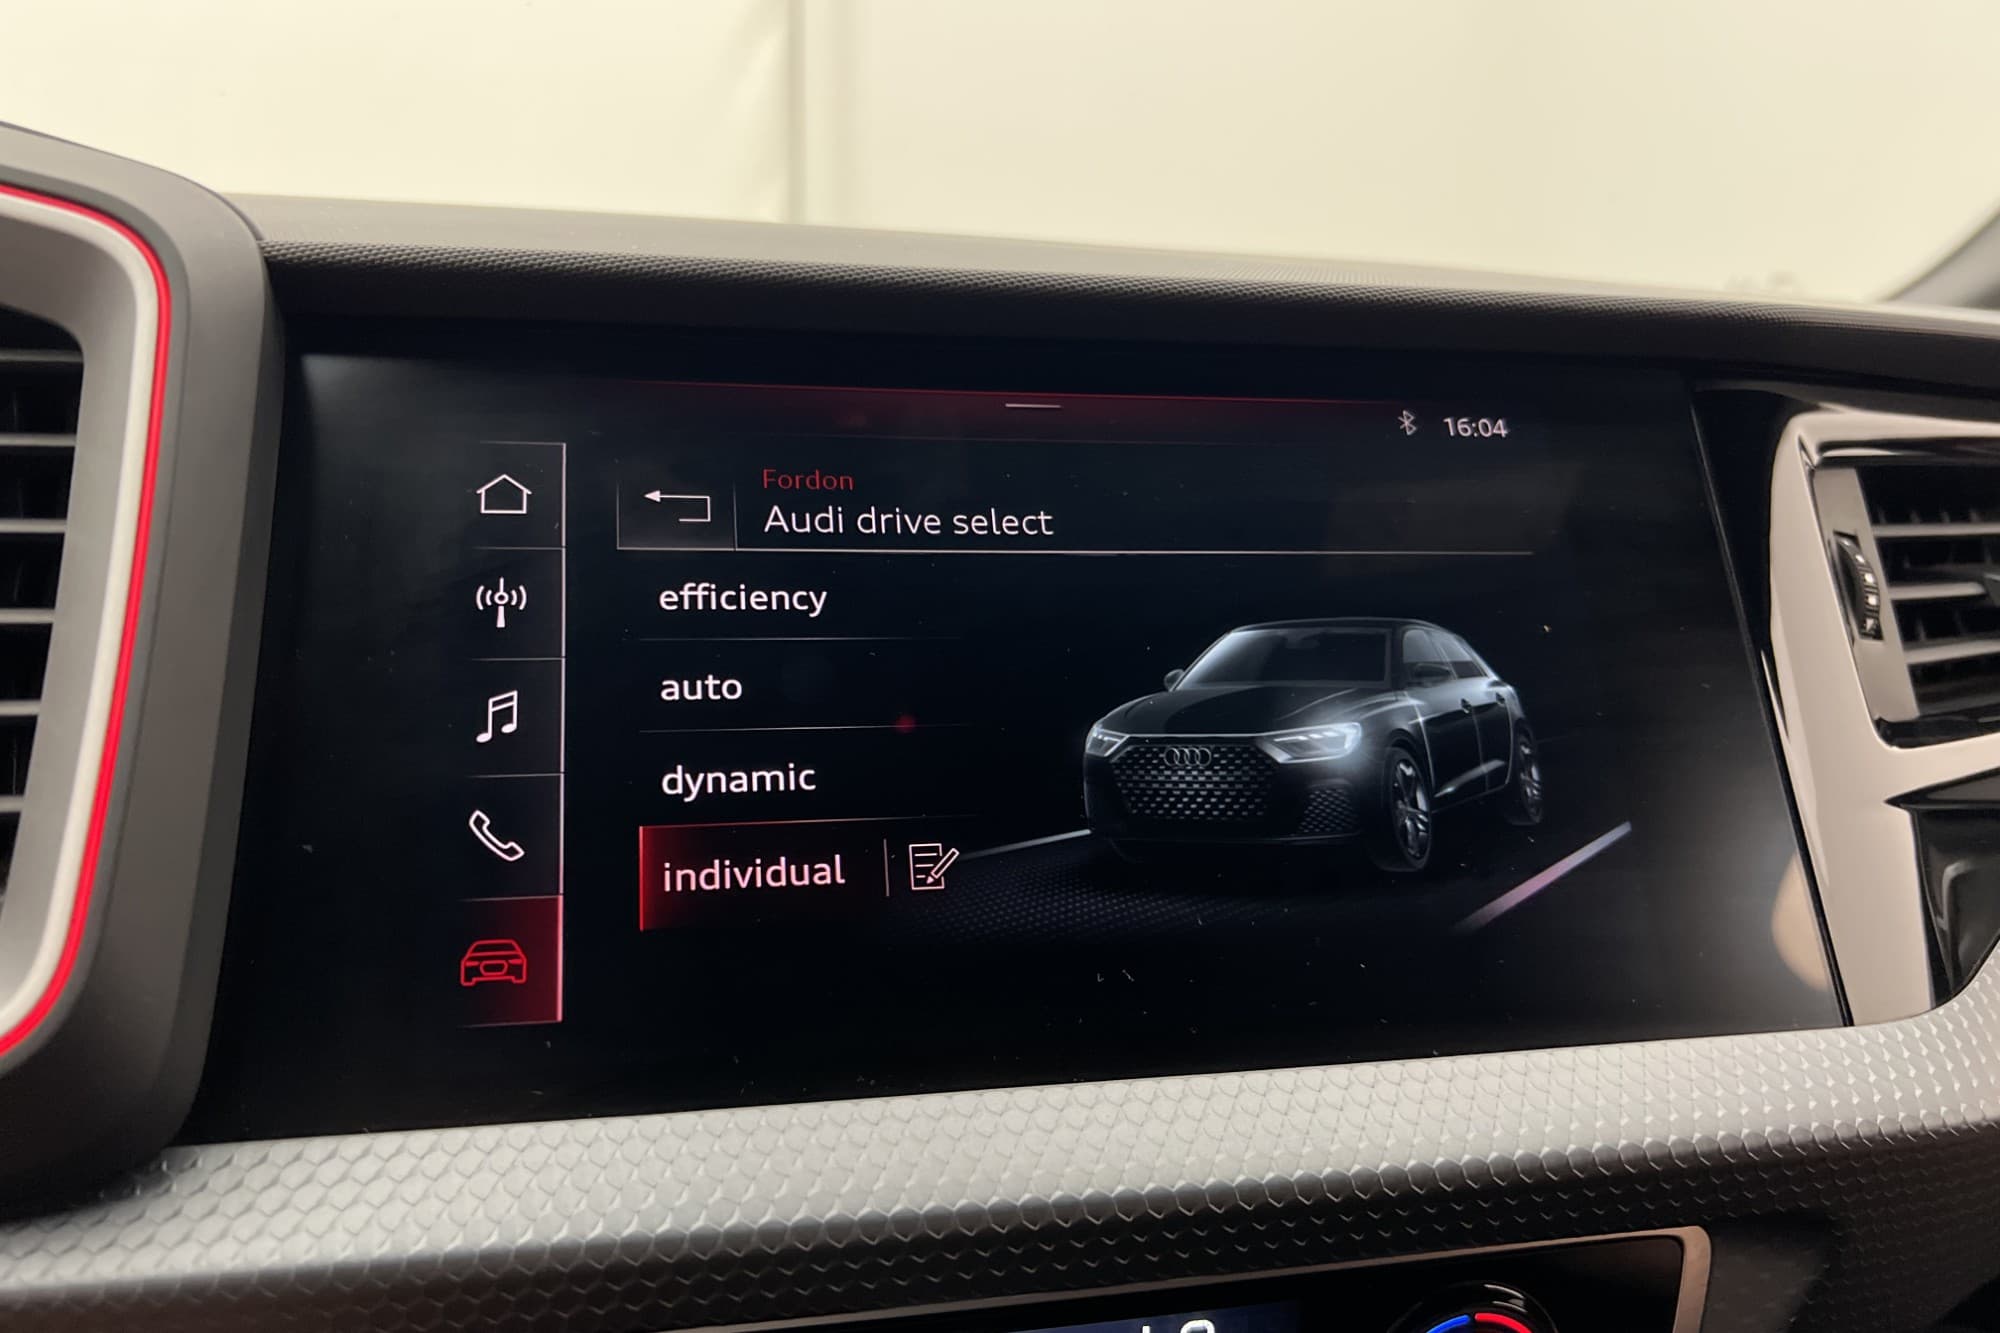 16:04
Fordon
Audi drive select
efficiency
auto
dynamic
individual